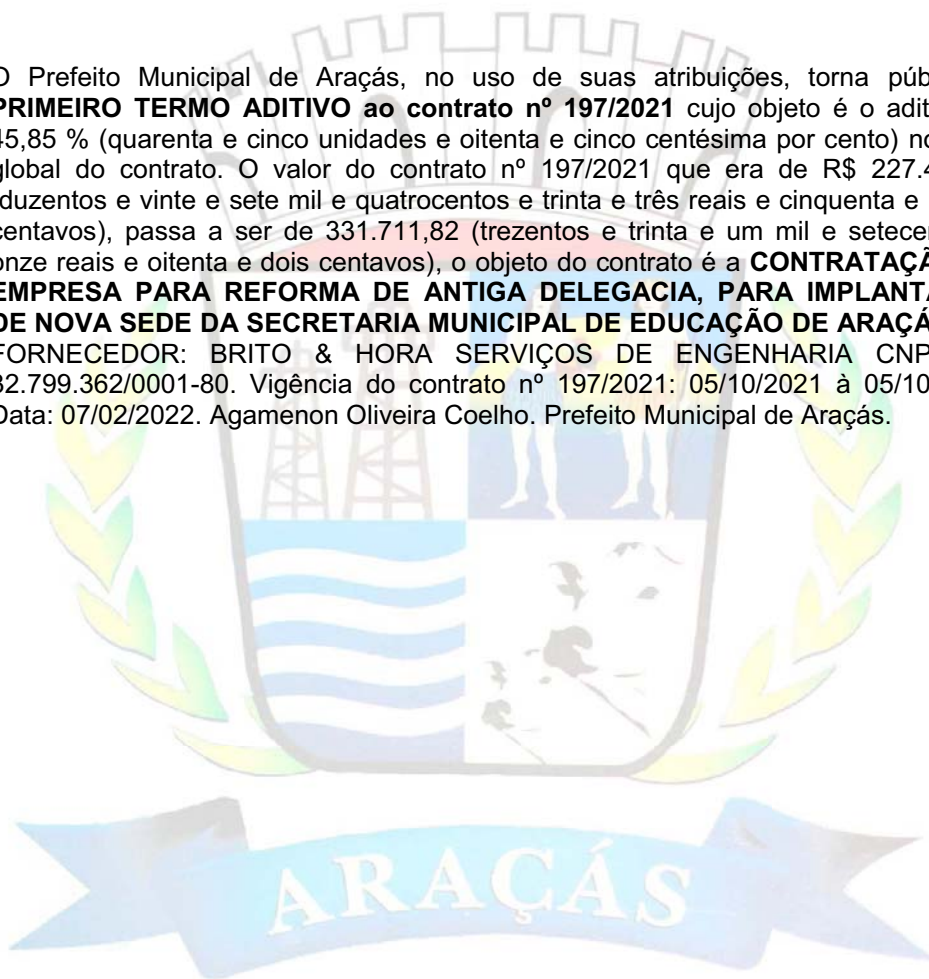 O Prefeito Municipal de Araçás, no uso de suas atribuições, torna públ
PRIMEIRO TERMO ADITIVO ao contrato nº 197/2021 cujo objeto é o adit
45,85 % (quarenta e cinco unidades e oitenta e cinco centésima por cento) no
global do contrato. O valor do contrato nº 197/2021 que era de R$ 227.4
duzentos e vinte e sete mil e quatrocentos e trinta e três reais e cinquenta e
centavos), passa a ser de 331.711,82 (trezentos e trinta e um mil e setecen
onze reais e oitenta e dois centavos), o objeto do contrato é a CONTRATAÇÃ
EMPRESA PARA REFORMA DE ANTIGA DELEGACIA, PARA IMPLANTA
DE NOVA SEDE DA SECRETARIA MUNICIPAL DE EDUCAÇÃO DE ARAÇÁ
FORNECEDOR: BRITO & HORA SERVIÇOS DE ENGENHARIA CNP
32.799.362/0001-80. Vigência do contrato nº 197/2021: 05/10/2021 à 05/10
Data: 07/02/2022. Agamenon Oliveira Coelho. Prefeito Municipal de Araçás.
ARAÇÁS